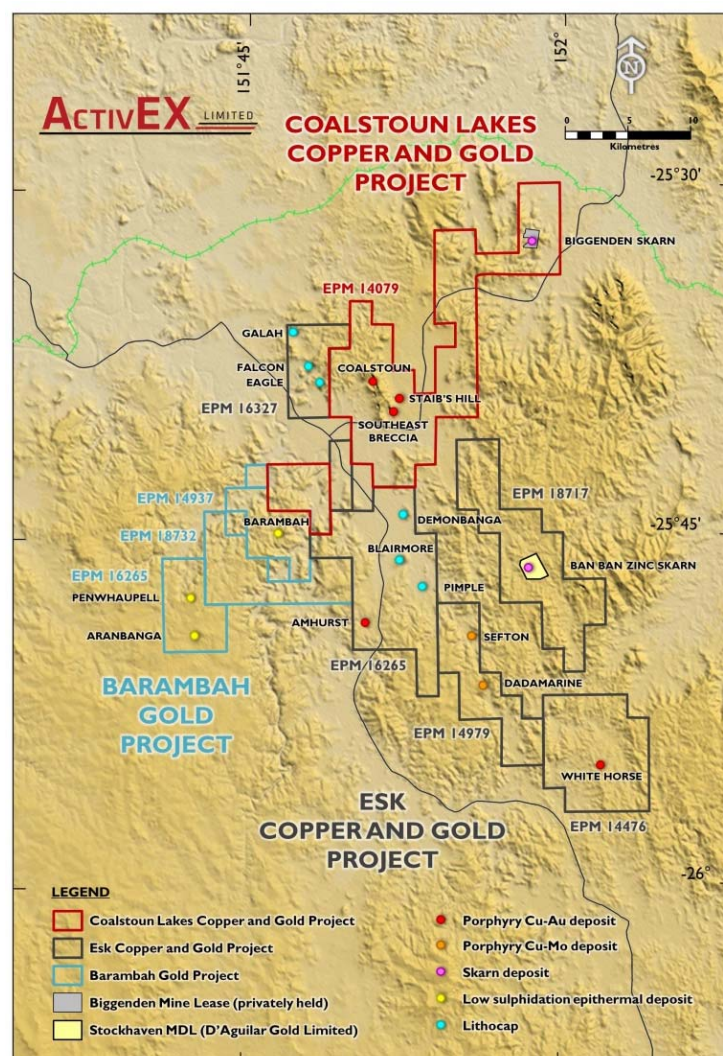 151°45'
152°
N
ACTIVEX LIMITED
0 5 10
Kilometres
COALSTOUN LAKES
COPPER AND GOLD
PROJECT
-25°30'
BIGGENDEN SKARN
EPM 14079
GALAH
FALCON
EAGLE
COALSTOUN
STAIB'S HILL
SOUTHEAST
BRECCIA
EPM 16327
EPM 18717
EPM 14937
EPM 18732
EPM 16265
BARAMBAH
DEMONBANGA
-25°45'
BLAIRMORE
BAN BAN ZINC SKARN
PIMPLE
PENWHAUPELL
ARANBANGA
AMHURST
SEFTON
EPM 16265
DADAMARINE
BARAMBAH
GOLD
PROJECT
EPM 14979
WHITE HORSE
EPM 14476
ESK
COPPER AND GOLD
PROJECT
-26°
LEGEND
Coalstoun Lakes Copper and Gold Project
Esk Copper and Gold Project
Barambah Gold Project
Biggenden Mine Lease (privately held)
Stockhaven MDL (D'Aguilar Gold Limited)
Porphyry Cu-Au deposit
Porphyry Cu-Mo deposit
Skarn deposit
Low sulphidation epithermal deposit
Lithocap